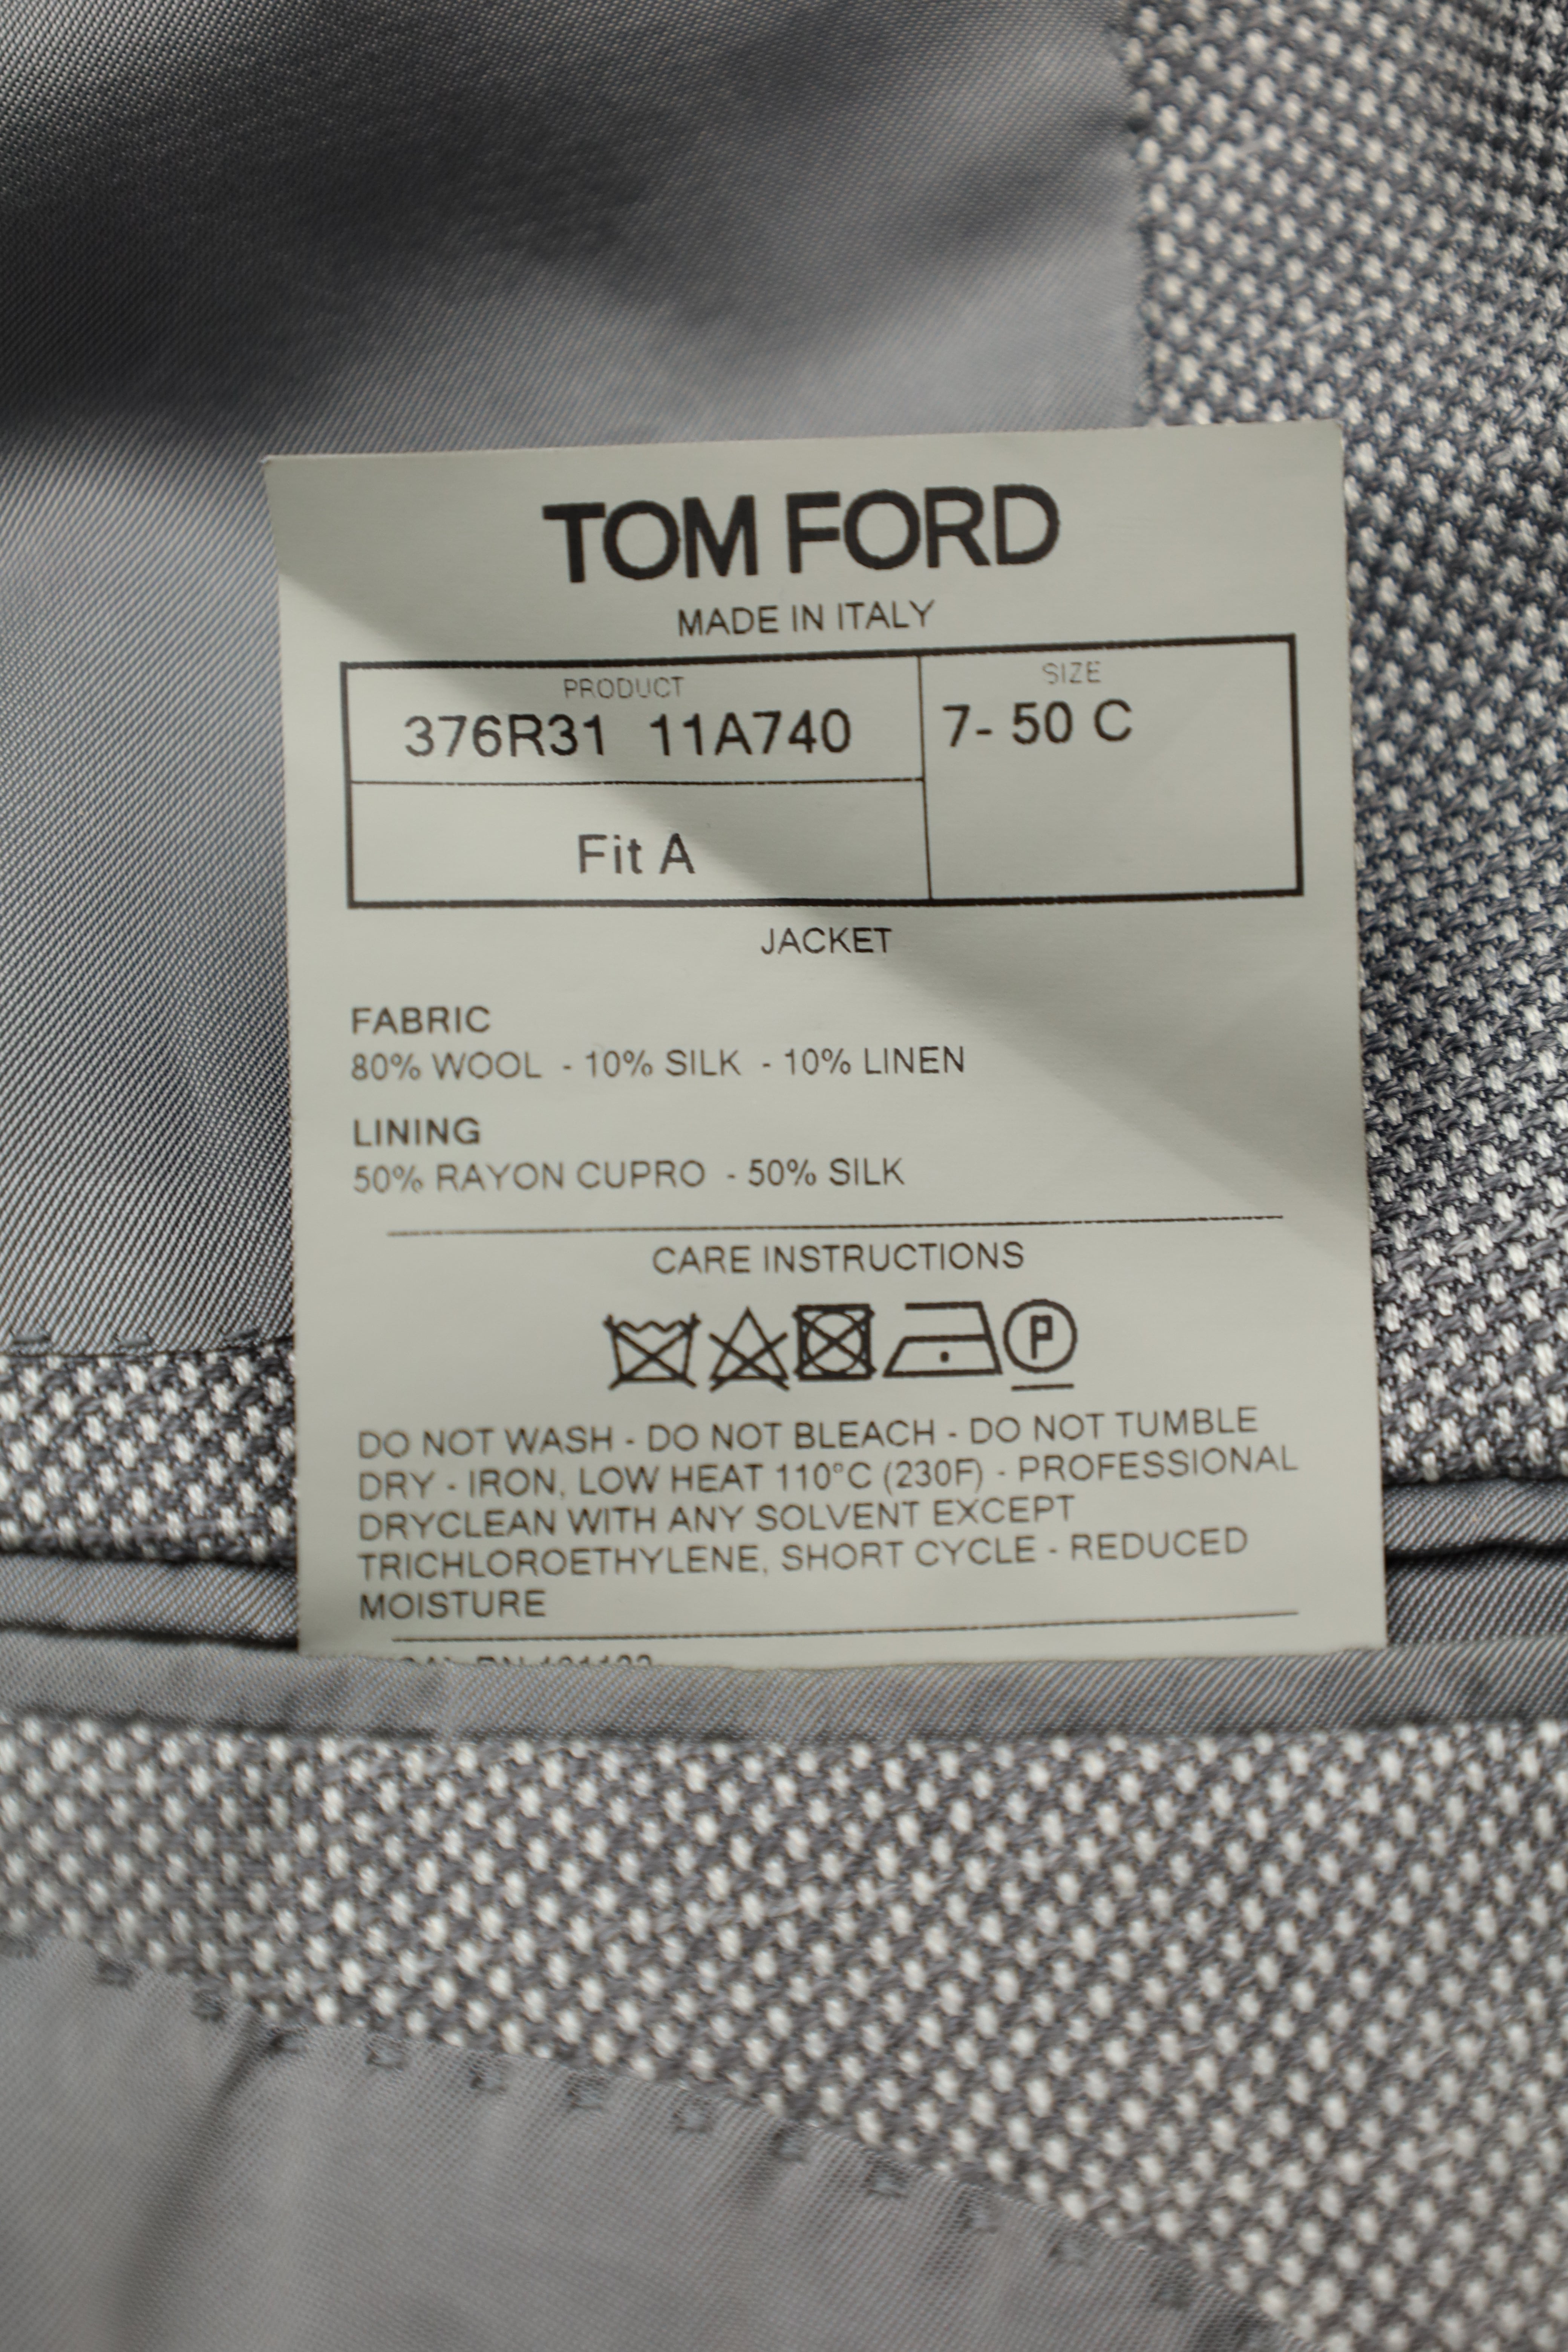 TOM FORD
MADE IN ITALY
PRODUCT
376R31 11A740
SIZE
7- 50 C
Fit A
JACKET
FABRIC
80% WOOL - 10% SILK - 10% LINEN
LINING
50% RAYON CUPRO - 50% SILK
CARE INSTRUCTIONS
P
DO NOT WASH - DO NOT BLEACH - DO NOT TUMBLE
DRY - IRON, LOW HEAT 110°C (230F) - PROFESSIONAL
DRYCLEAN WITH ANY SOLVENT EXCEPT
TRICHLOROETHYLENE, SHORT CYCLE - REDUCED
MOISTURE